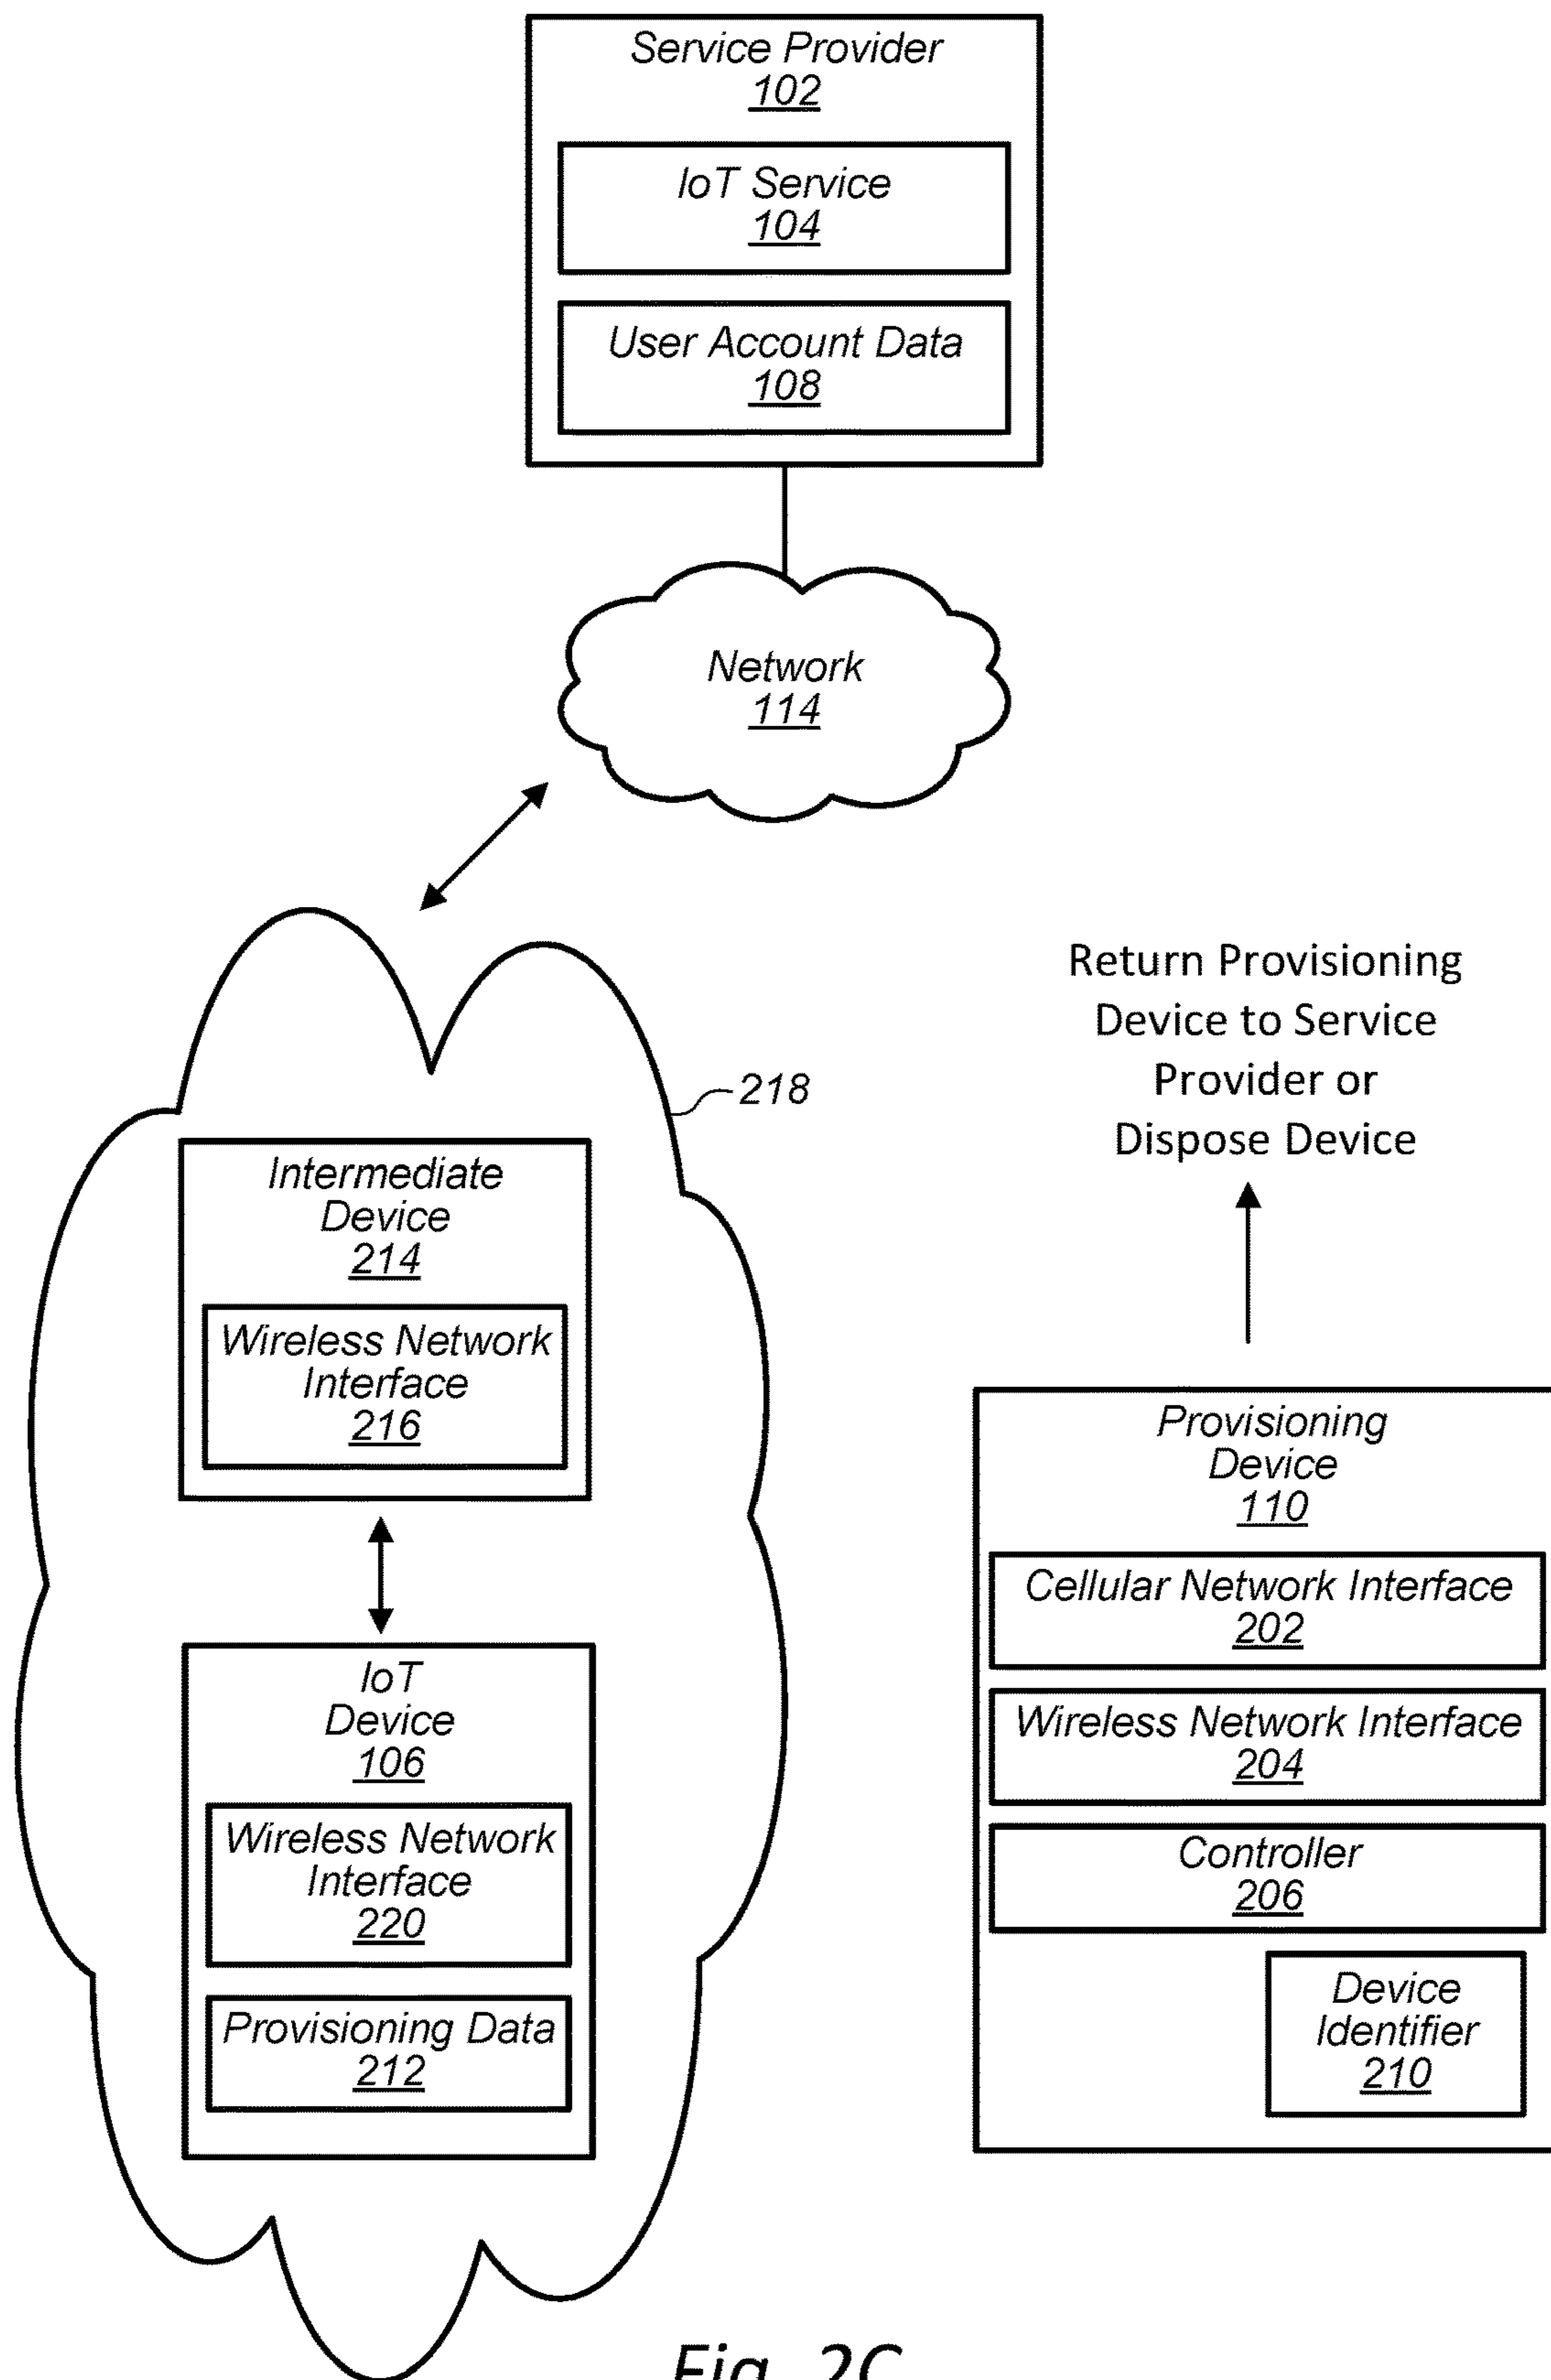 Service Provider
102
IoT Service
104
User Account Data
108
Network
114
Return Provisioning
Device to Service
Provider or
Dispose Device
218
Intermediate
Device
214
Wireless Network
Interface
216
IoT
Device
106
Wireless Network
Interface
220
Provisioning Data
212
Provisioning
Device
110
Cellular Network Interface
202
Wireless Network Interface
204
Controller
206
Device
Identifier
210
Fig. 2C